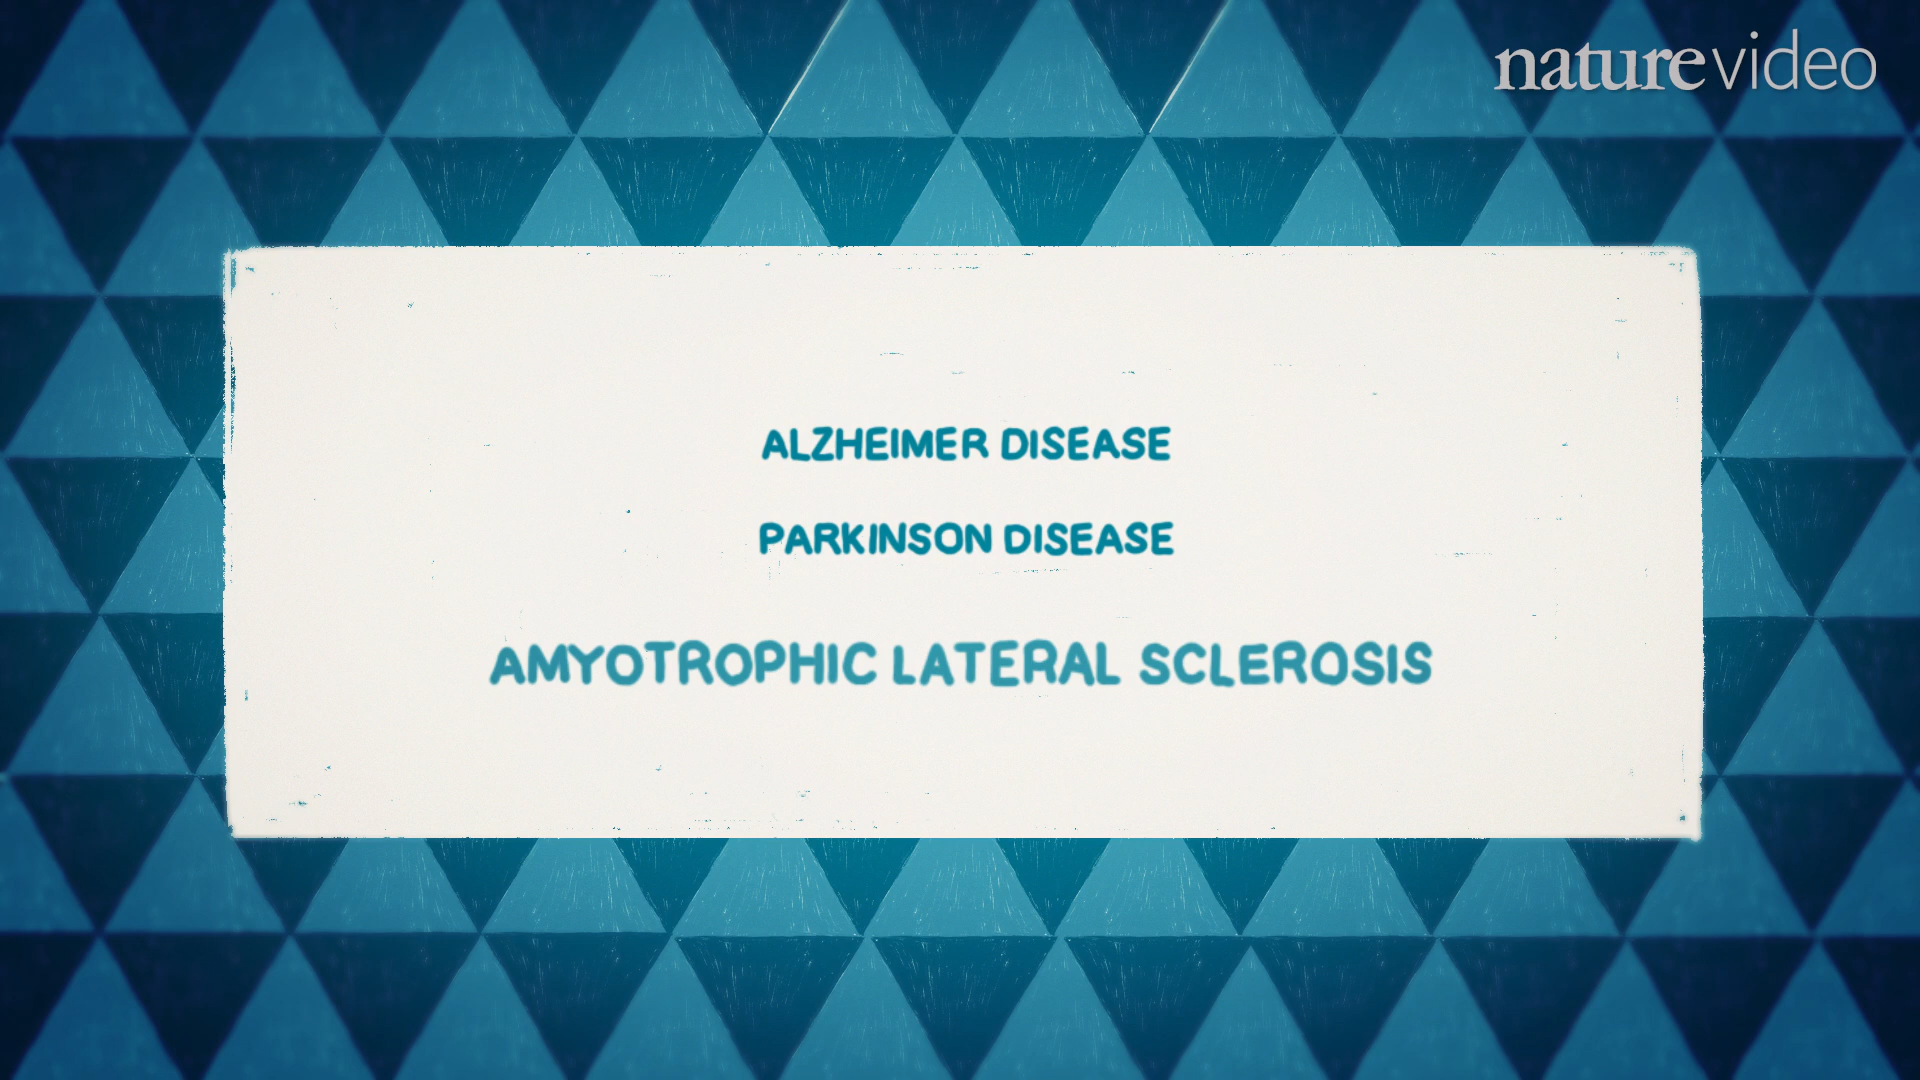 naturevideo
ALZHEIMER DISEASE
PARKINSON DISEASE
AMYOTROPHIC LATERAL SCLEROSIS